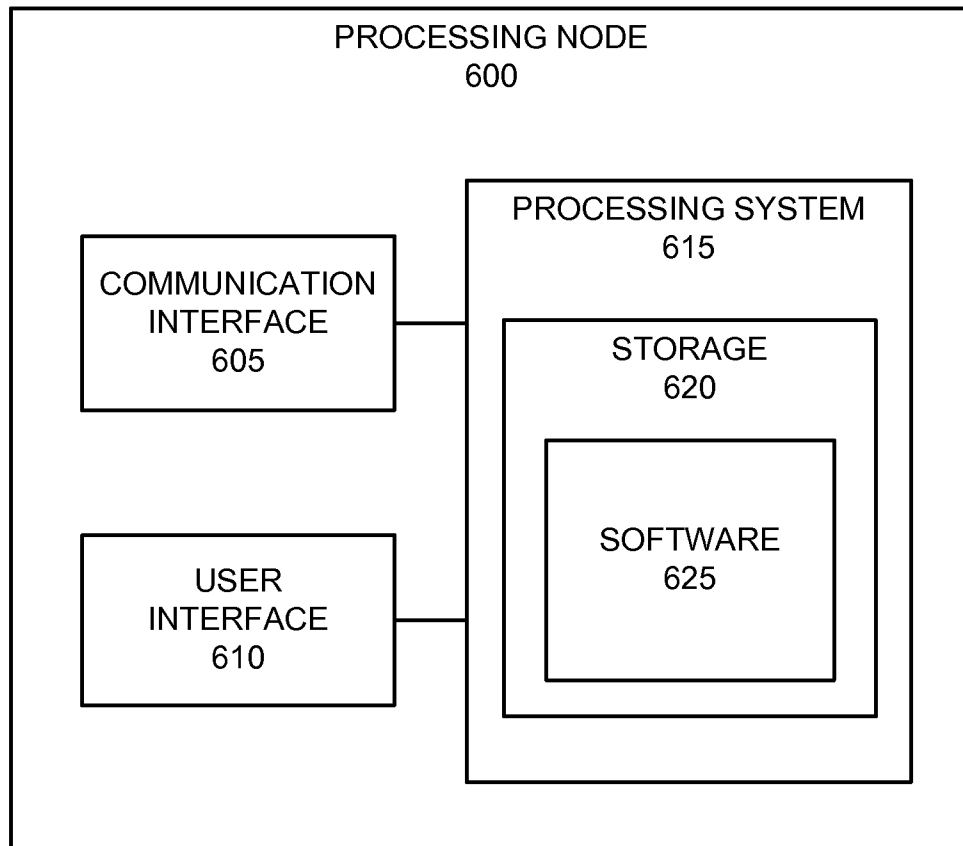 PROCESSING NODE
600
PROCESSING SYSTEM
615
COMMUNICATION
INTERFACE
605
STORAGE
620
SOFTWARE
625
USER
INTERFACE
610